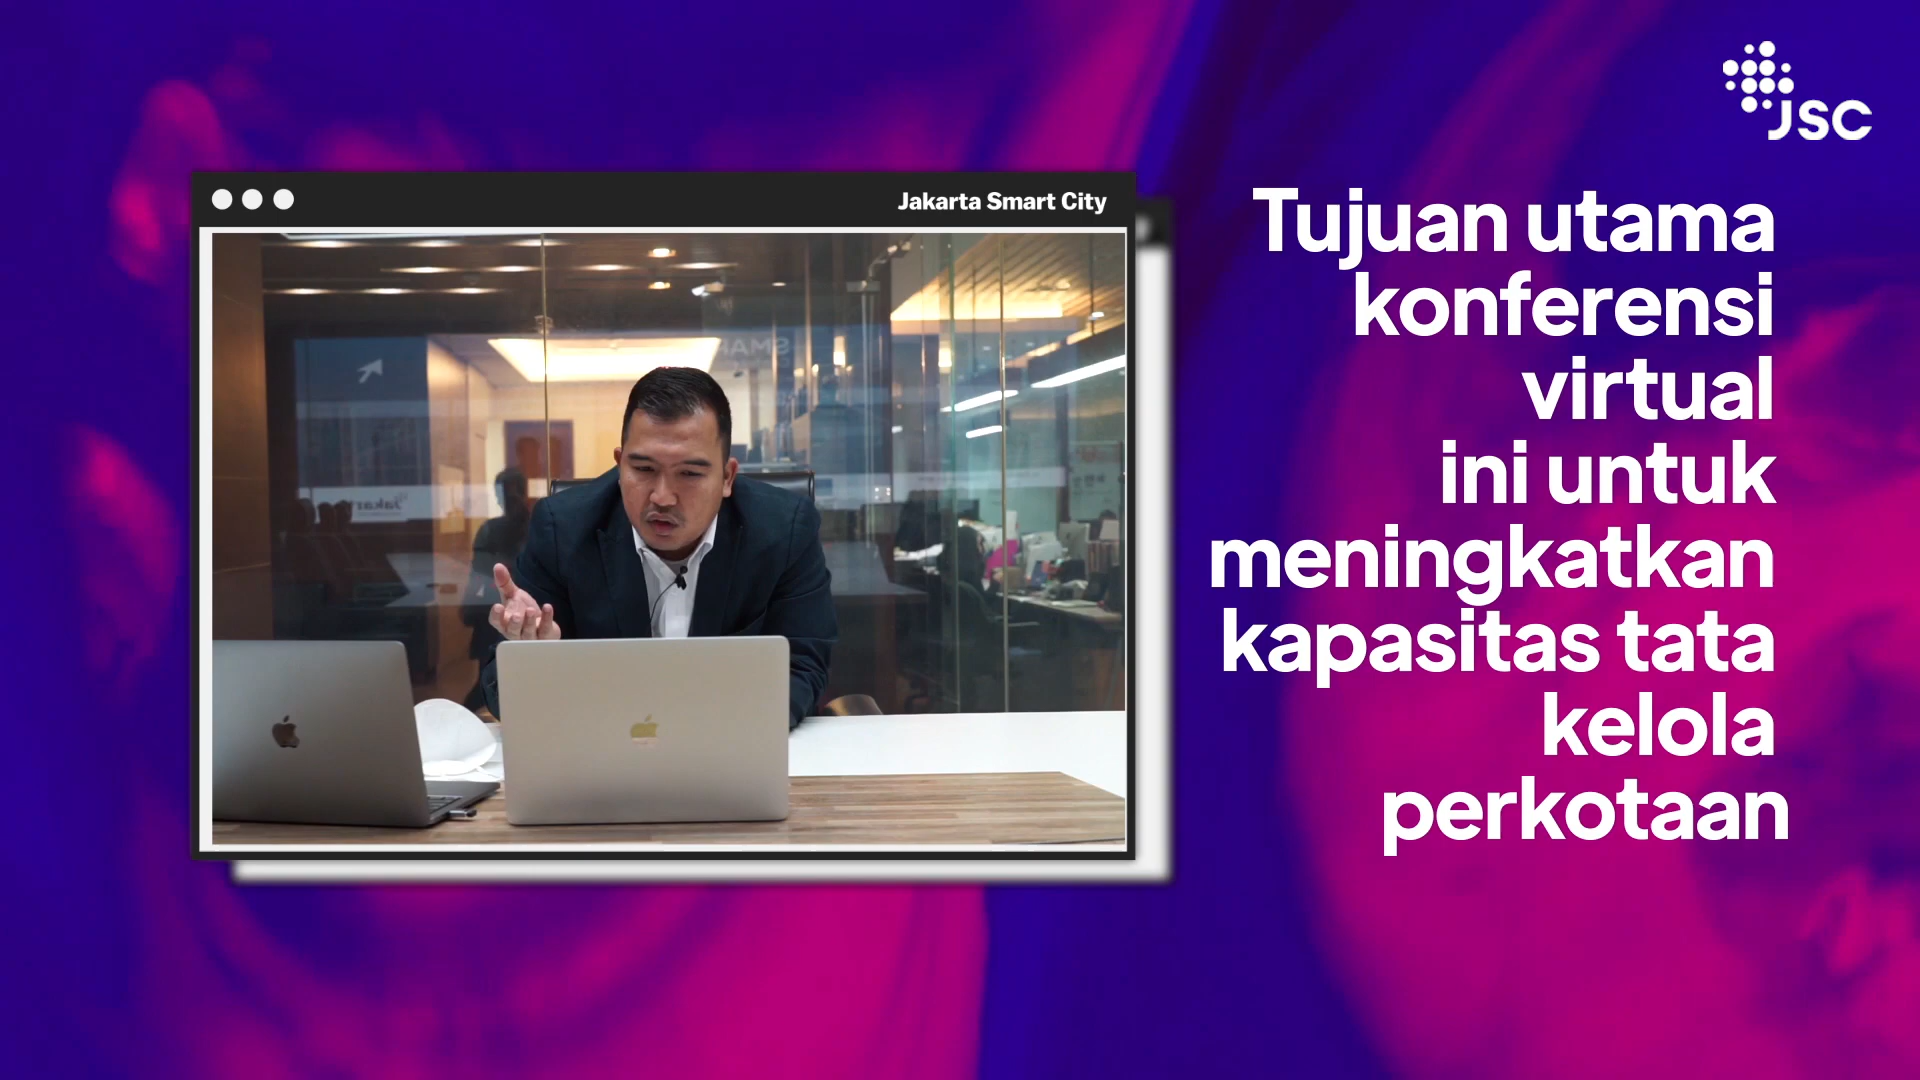 JSC
Jakarta Smart City
Tujuan utama
konferensi
virtual
ini untuk
meningkatkan
kapasitas tata
kelola
perkotaan